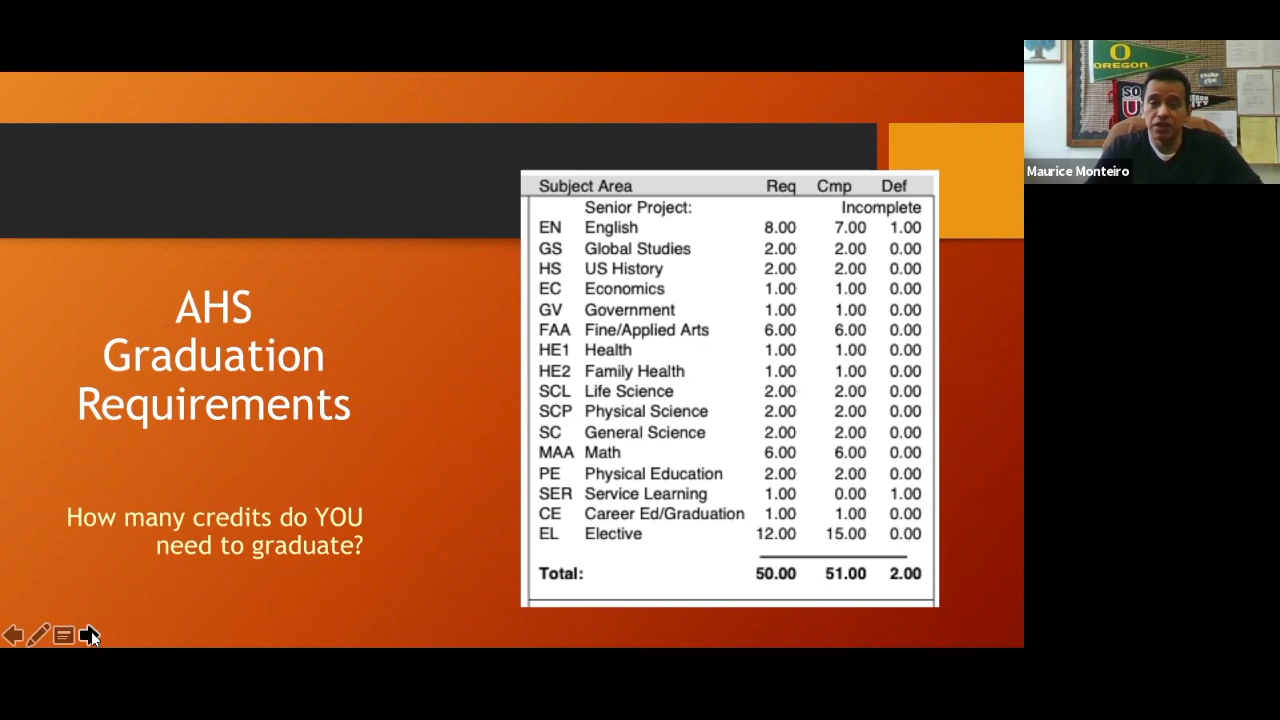 AHS
Graduation
Requirements
How many credits do YOU
need to graduate?
Subject Area Req Cmp Def
Senior Project: Incomplete
EN English 8.00 7.00 1.00
GS Global Studies 2.00 2.00 0.00
HS US History 2.00 2.00 0.00
EC Economics 1.00 1.00 0.00
GV Government 1.00 1.00 0.00
FAA Fine/Applied Arts 6.00 6.00 0.00
HE1 Health 1.00 1.00 0.00
HE2 Family Health 1.00 1.00 0.00
SCL Life Science 2.00 2.00 0.00
SCP Physical Science 2.00 2.00 0.00
SC General Science 2.00 2.00 0.00
MAA Math 6.00 6.00 0.00
PE Physical Education 2.00 2.00 0.00
SER Service Learning 1.00 0.00 1.00
CE Career Ed/Graduation 1.00 1.00 0.00
EL Elective 12.00 15.00 0.00
Total: 50.00 51.00 2.00
O
OREGON
SO
U
Maurice Monteiro